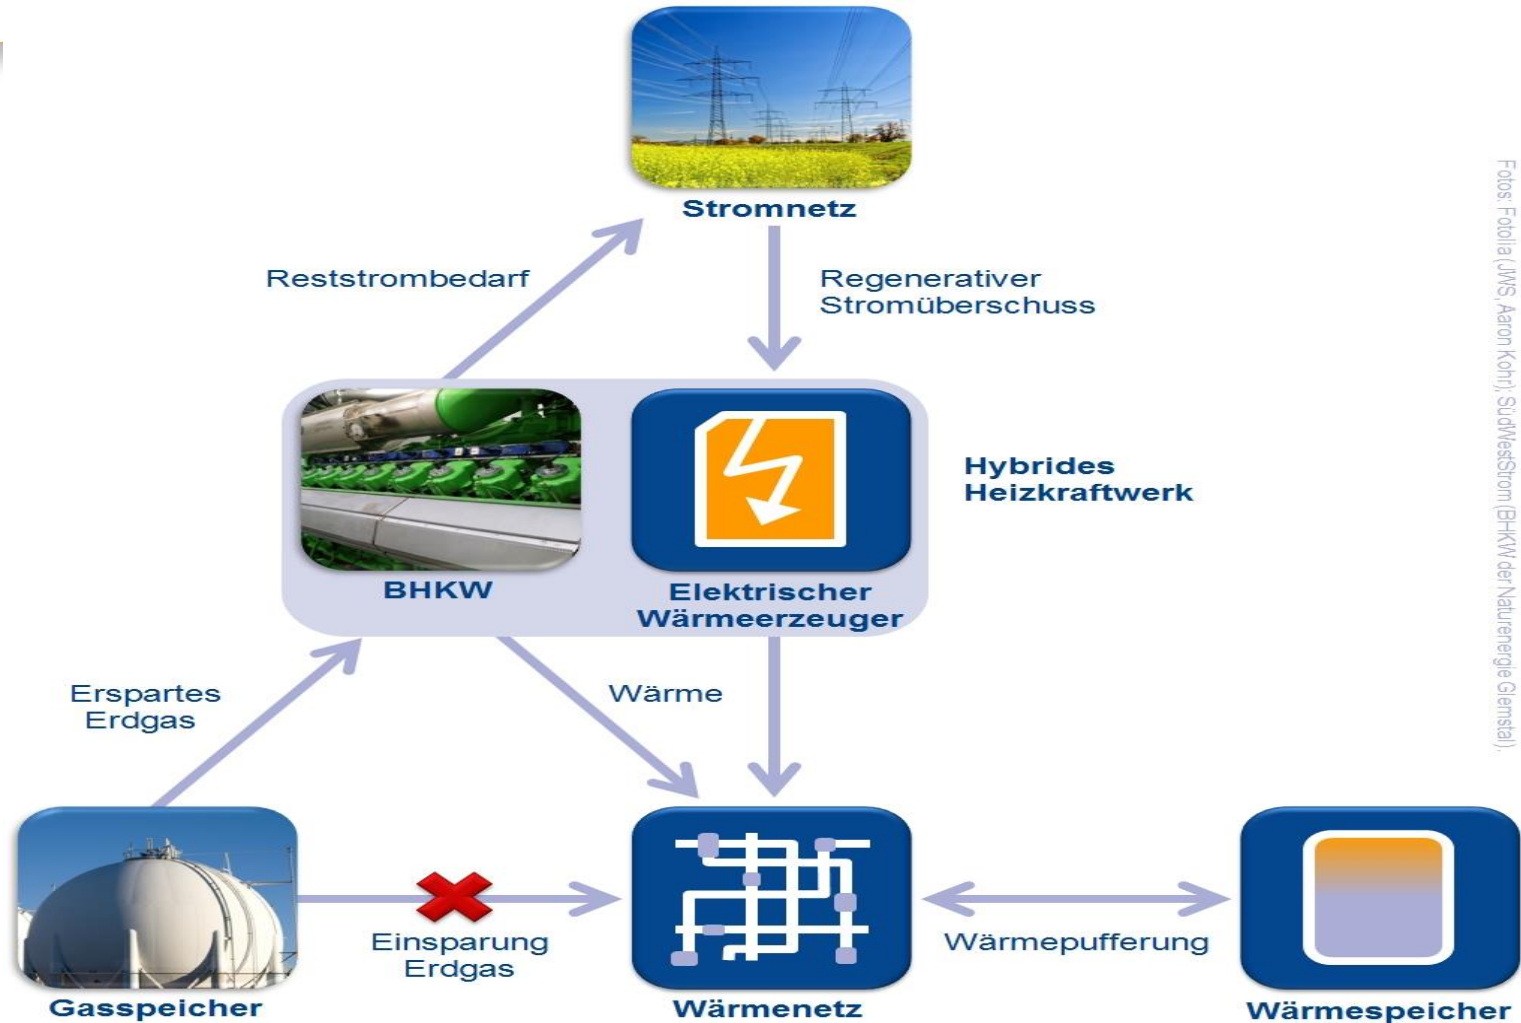 Stromnetz
Reststrombedarf
Regenerativer
Stromüberschuss
Hybrides
Heizkraftwerk
BHKW
Elektrischer
Wärmeerzeuger
Erspartes
Erdgas
Wärme
Einsparung
Erdgas
Wärmepufferung
Gasspeicher
Wärmenetz
Wärmespeicher
Fotos: Fotolia (JWS, Aaron Kohr); SüdWestStrom (BHKW der Naturenergie Glemstal).